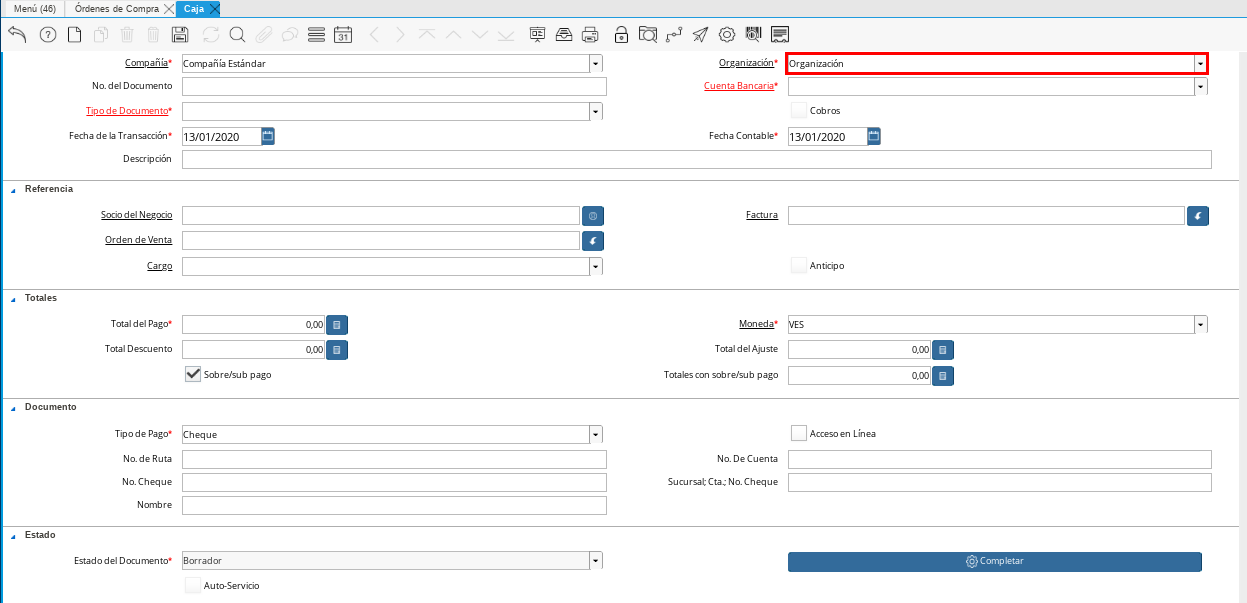 Menú (46) Órdenes de Compra Caja
31
Compañía* Compañía Estándar Organización* Organización
No. del Documento Cuenta Bancaria*
Tipo de Documento* Cobros
Fecha de la Transacción* 13/01/2020 Fecha Contable* 13/01/2020
Descripción
Referencia
Socio del Negocio Factura
Orden de Venta
Cargo Anticipo
Totales
Total del Pago* 0,00 Moneda* VES
Total Descuento 0,00 Total del Ajuste 0,00
Sobre/sub pago Totales con sobre/sub pago 0,00
Documento
Tipo de Pago* Cheque Acceso en Línea
No. de Ruta No. De Cuenta
No. Cheque Sucursal; Cta.; No. Cheque
Nombre
Estado
Estado del Documento* Borrador Completar
Auto-Servicio